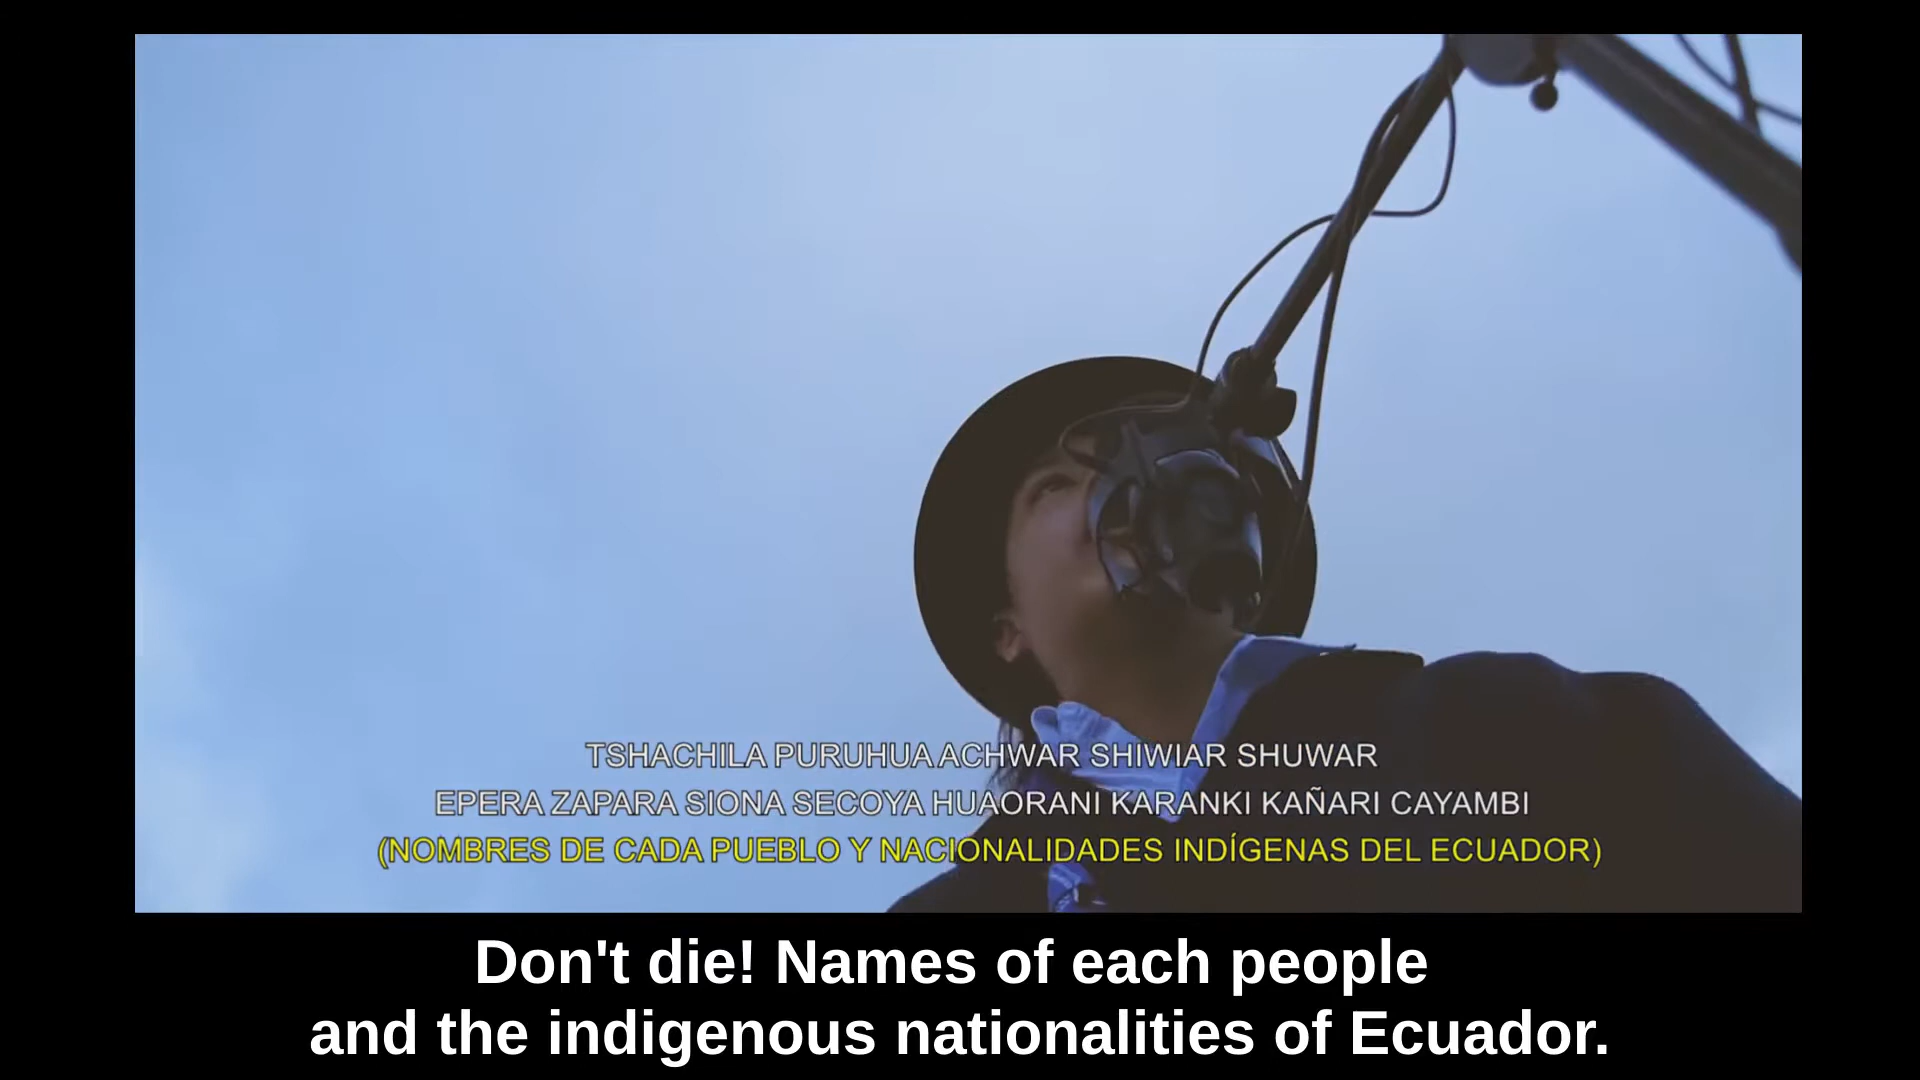 TSHACHILA PURUHUA ACHWAR SHIWIAR SHUWAR
EPERA ZAPARA SIONA SECOYA HUAORANI KARANKI KAÑARI CAYAMBI
(NOMBRES DE CADA PUEBLO Y NACIONALIDADES INDÍGENAS DEL ECUADOR)
Don't die! Names of each people
and the indigenous nationalities of Ecuador.